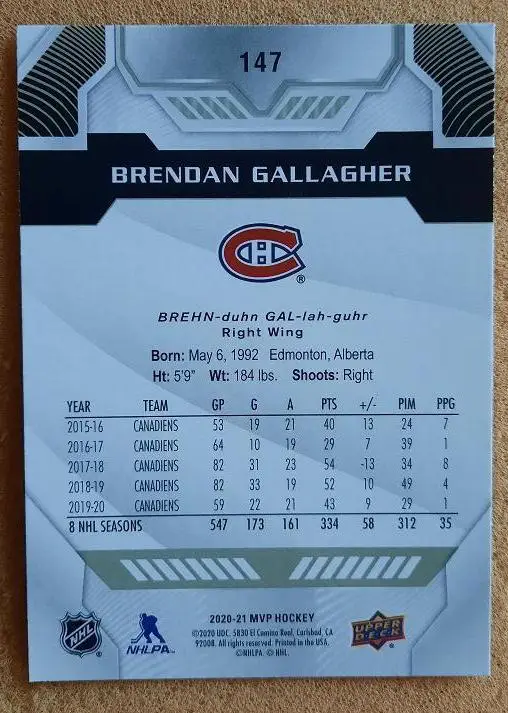 147
BRENDAN GALLAGHER
®
BREHN-duhn GAL-lah-guhr
Right Wing
Born: May 6, 1992 Edmonton, Alberta
Ht: 5'9" Wt: 184 lbs. Shoots: Right
YEAR TEAM GP G A PTS +/- PIM PPG
2015-16 CANADIENS 53 19 21 40 13 24 7
2016-17 CANADIENS 64 10 19 29 7 39 1
2017-18 CANADIENS 82 31 23 54 -13 34 8
2018-19 CANADIENS 82 33 19 52 10 49 4
2019-20 CANADIENS 59 22 21 43 9 29 1
8 NHL SEASONS 547 173 161 334 58 312 35
NHL ®
NHLPA
2020-21 MVP HOCKEY
©2020 UDC. 5830 El Camino Real, Carlsbad, CA
92008. All rights reserved. Printed in the USA.
©NHLPA. © NHL.
UPPER DECK ®